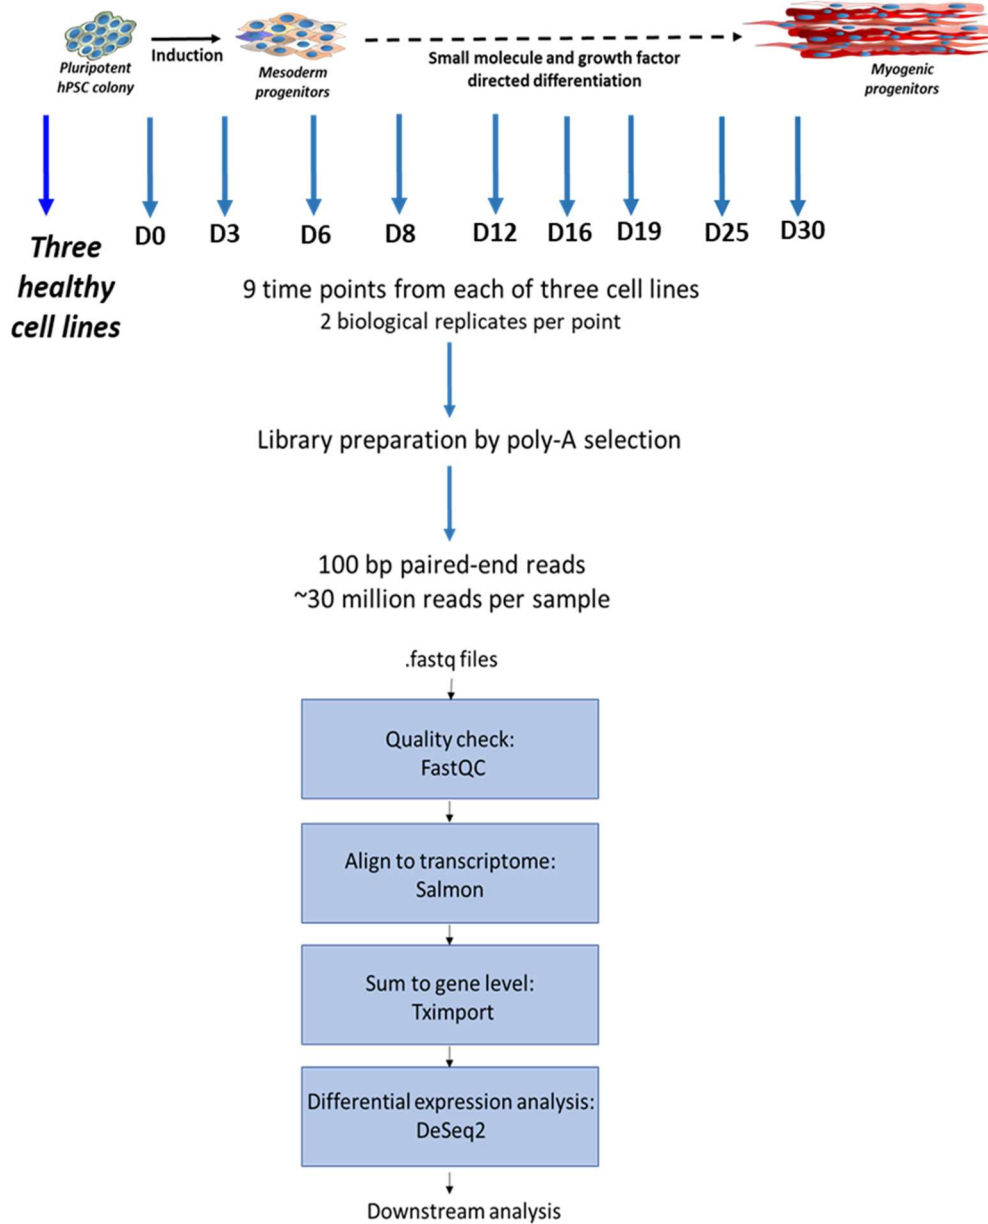 Pluripotent
hPSC colony
Induction
Mesoderm
progenitors
Small molecule and growth factor
directed differentiation
Myogenic
progenitors
Three
healthy
cell lines
D0 D3 D6 D8 D12 D16 D19 D25 D30
9 time points from each of three cell lines
2 biological replicates per point
Library preparation by poly-A selection
100 bp paired-end reads
~30 million reads per sample
.fastq files
Quality check:
FastQC
Align to transcriptome:
Salmon
Sum to gene level:
Tximport
Differential expression analysis:
DeSeq2
Downstream analysis